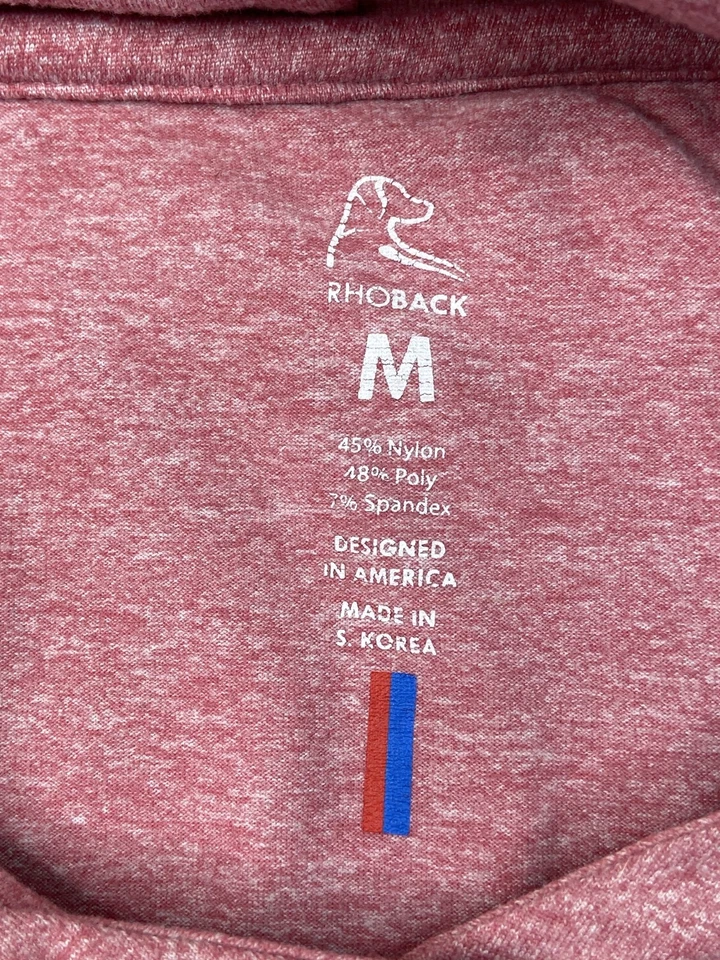 RHOBACK
M
45% Nylon
48% Poly
7% Spandex
DESIGNED
IN AMERICA
MADE IN
S. KOREA